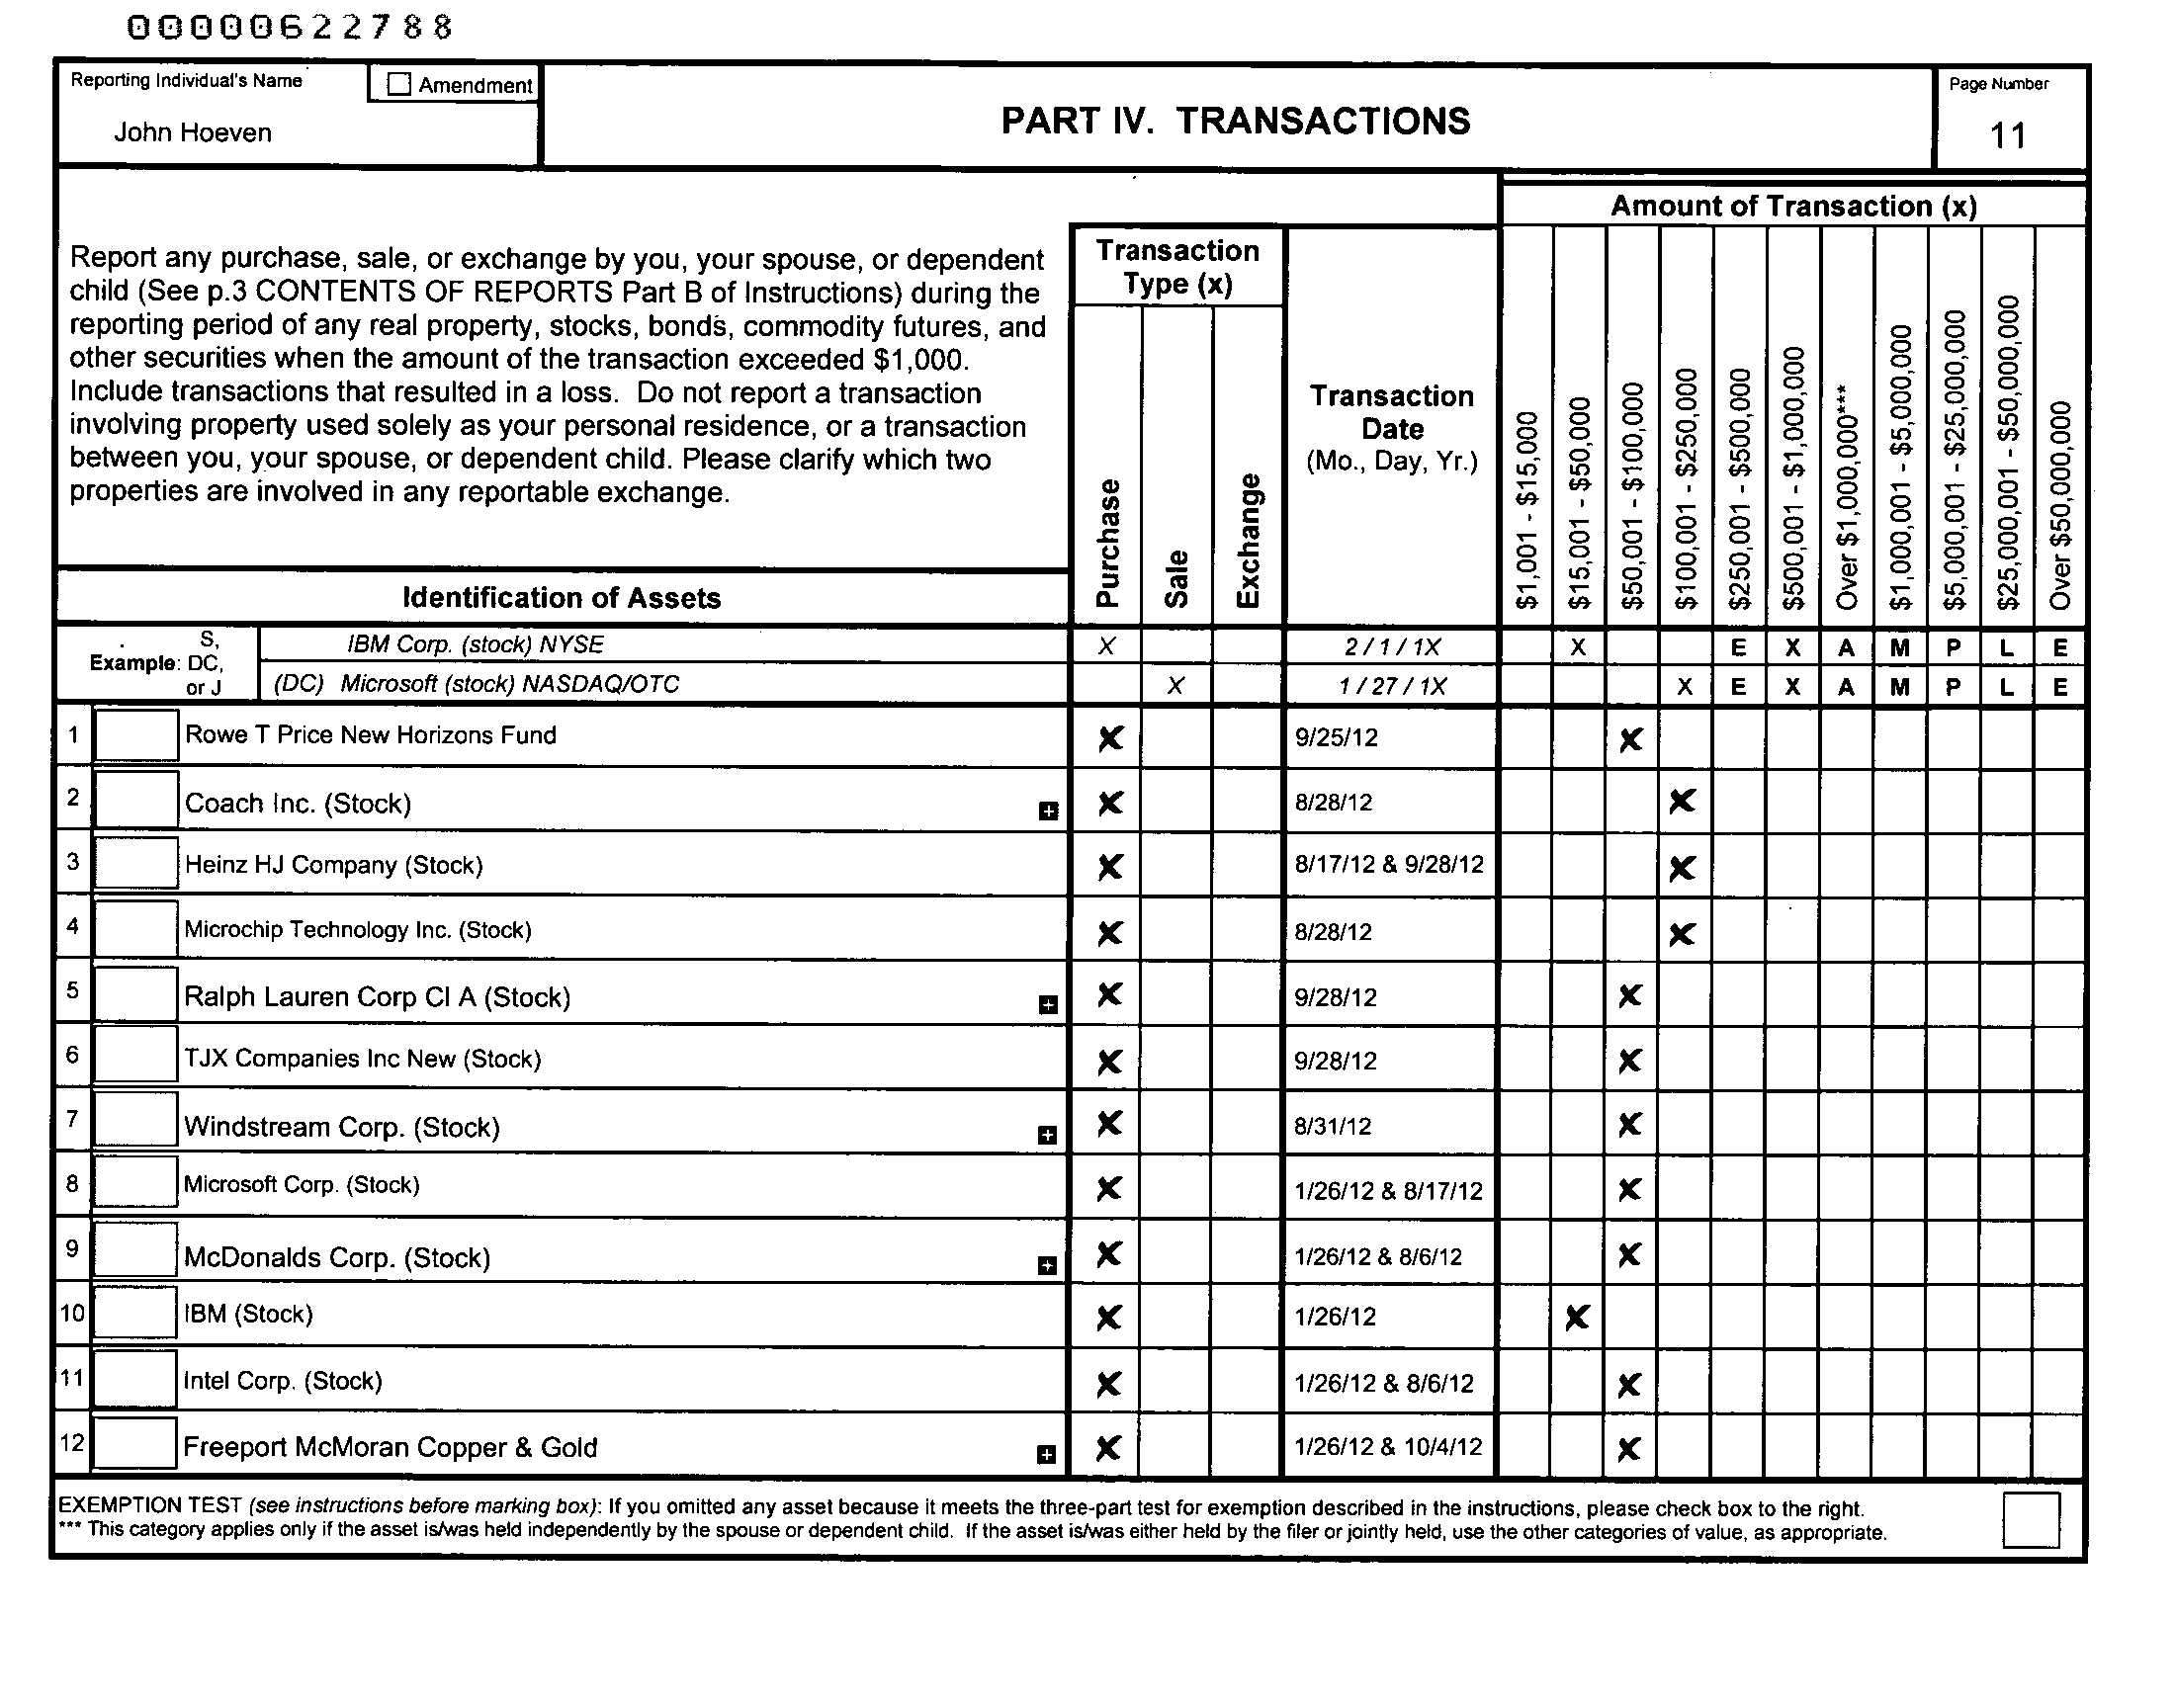 00000622788
Reporting Individual's Name
Amendment
John Hoeven
PART IV. TRANSACTIONS
Page Number
11
Report any purchase, sale, or exchange by you, your spouse, or dependent
child (See p.3 CONTENTS OF REPORTS Part B of Instructions) during the
reporting period of any real property, stocks, bonds, commodity futures, and
other securities when the amount of the transaction exceeded $1,000.
Include transactions that resulted in a loss. Do not report a transaction
involving property used solely as your personal residence, or a transaction
between you, your spouse, or dependent child. Please clarify which two
properties are involved in any reportable exchange.
Identification of Assets
Transaction
Type (x)
Purchase
Sale
Exchange
Transaction
Date
(Mo., Day, Yr.)
Amount of Transaction (x)
$1,001 - $15,000
$15,001 - $50,000
$50,001 - $100,000
$100,001 - $250,000
$250,001 - $500,000
$500,001 - $1,000,000
Over $1,000,000***
$1,000,001 - $5,000,000
$5,000,001 - $25,000,000
$25,000,001 - $50,000,000
Over $50,000,000
Example: S, DC, or J
IBM Corp. (stock) NYSE X 2 / 1 / 1X X E X A M P L E
(DC) Microsoft (stock) NASDAQ/OTC X 1 / 27 / 1X X E X A M P L E
1 Rowe T Price New Horizons Fund X 9/25/12 X
2 Coach Inc. (Stock) + X 8/28/12 X
3 Heinz HJ Company (Stock) X 8/17/12 & 9/28/12 X
4 Microchip Technology Inc. (Stock) X 8/28/12 X
5 Ralph Lauren Corp Cl A (Stock) + X 9/28/12 X
6 TJX Companies Inc New (Stock) X 9/28/12 X
7 Windstream Corp. (Stock) + X 8/31/12 X
8 Microsoft Corp. (Stock) X 1/26/12 & 8/17/12 X
9 McDonalds Corp. (Stock) + X 1/26/12 & 8/6/12 X
10 IBM (Stock) X 1/26/12 X
11 Intel Corp. (Stock) X 1/26/12 & 8/6/12 X
12 Freeport McMoran Copper & Gold + X 1/26/12 & 10/4/12 X
EXEMPTION TEST (see instructions before marking box): If you omitted any asset because it meets the three-part test for exemption described in the instructions, please check box to the right.
*** This category applies only if the asset is/was held independently by the spouse or dependent child. If the asset is/was either held by the filer or jointly held, use the other categories of value, as appropriate.